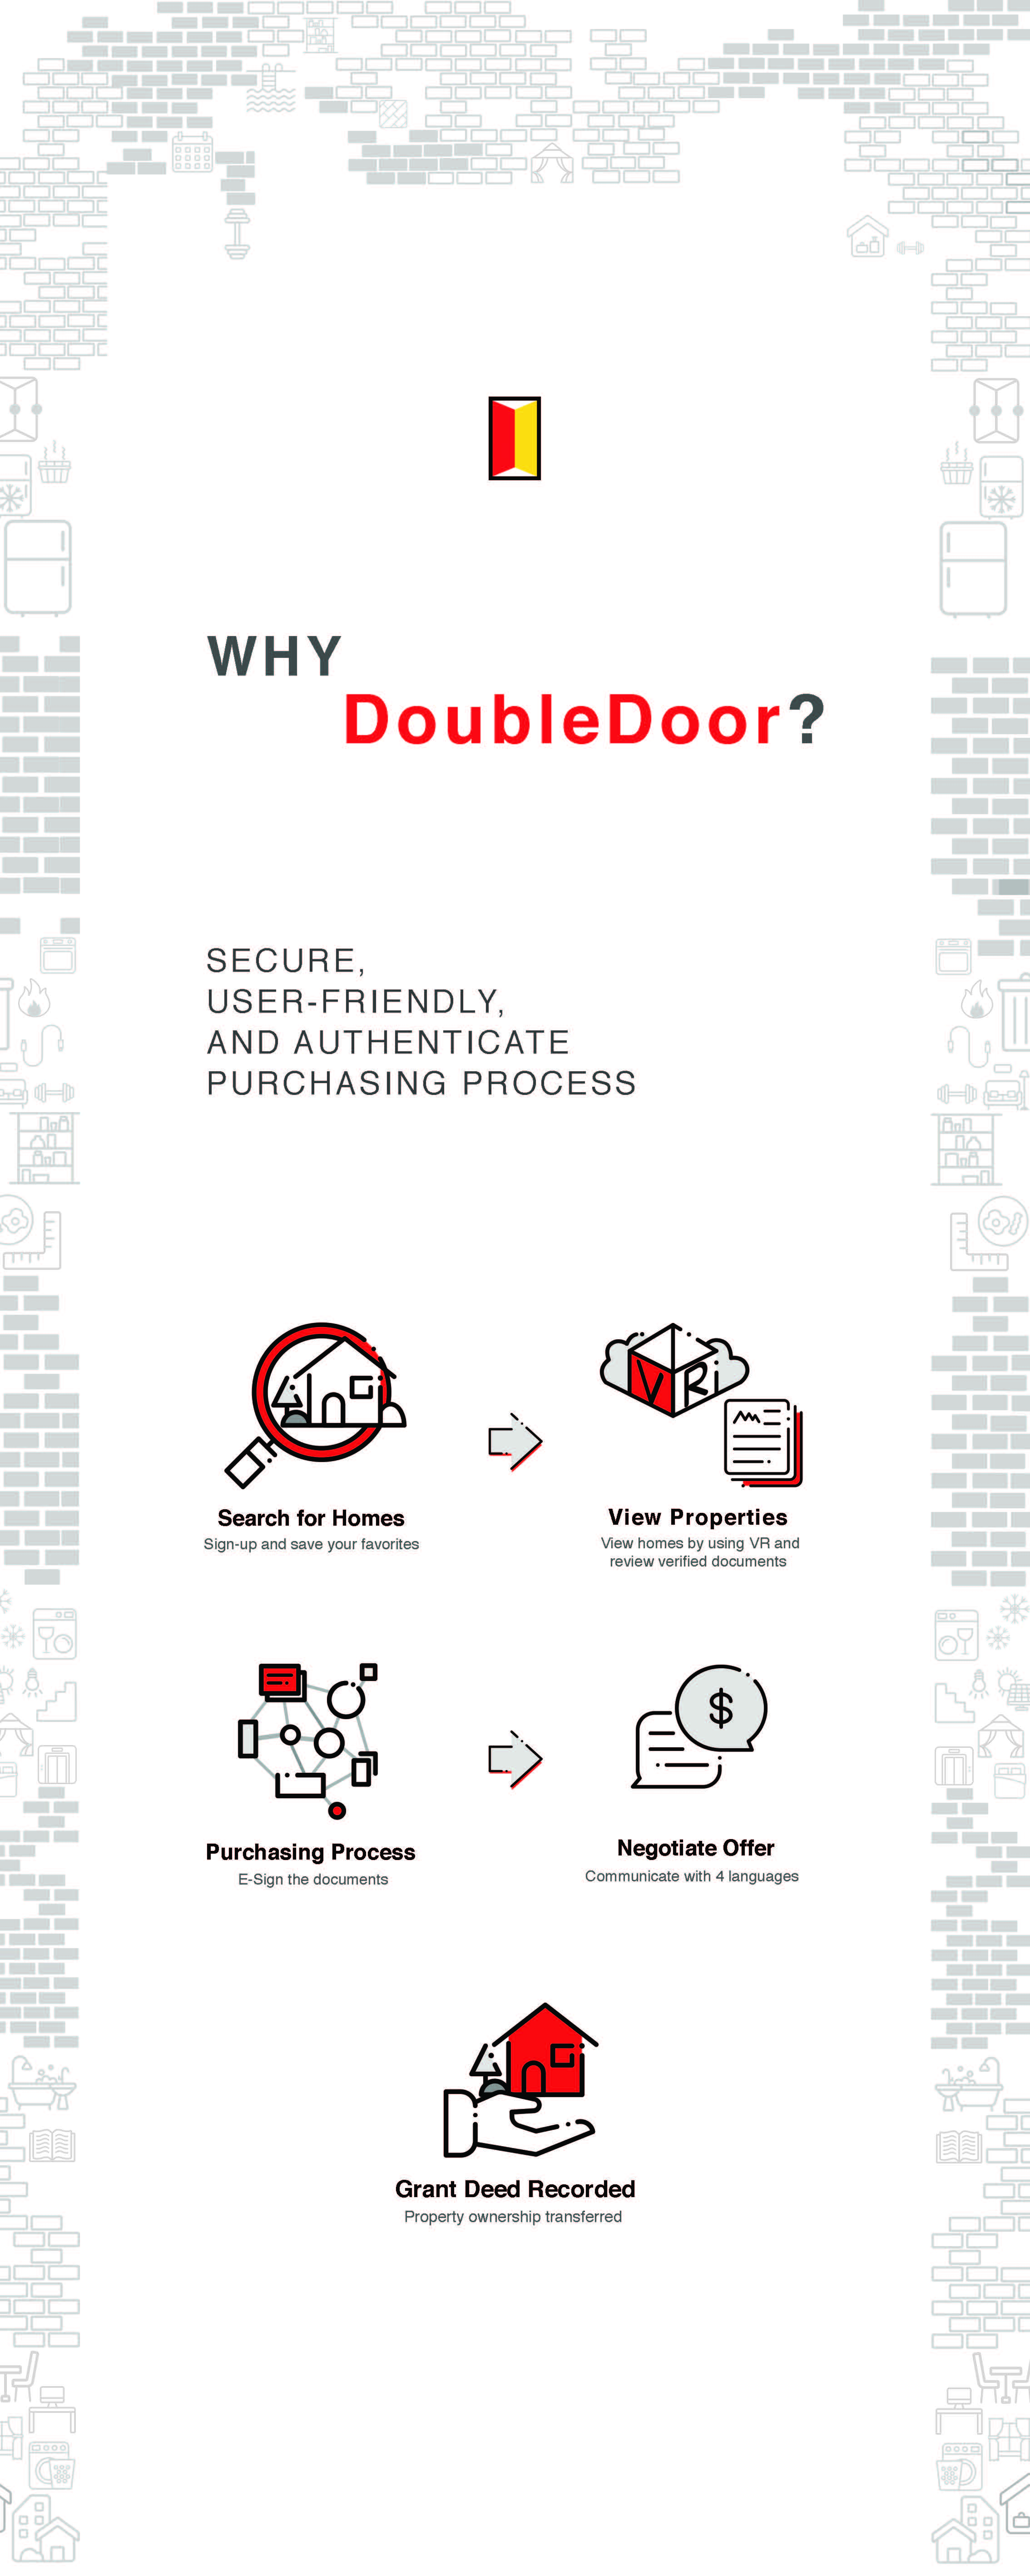 WHY
DoubleDoor?
SECURE,
USER-FRIENDLY,
AND AUTHENTICATE
PURCHASING PROCESS
VR
Search for Homes
Sign-up and save your favorites
View Properties
View homes by using VR and
review verified documents
$
Purchasing Process
E-Sign the documents
Negotiate Offer
Communicate with 4 languages
Grant Deed Recorded
Property ownership transferred